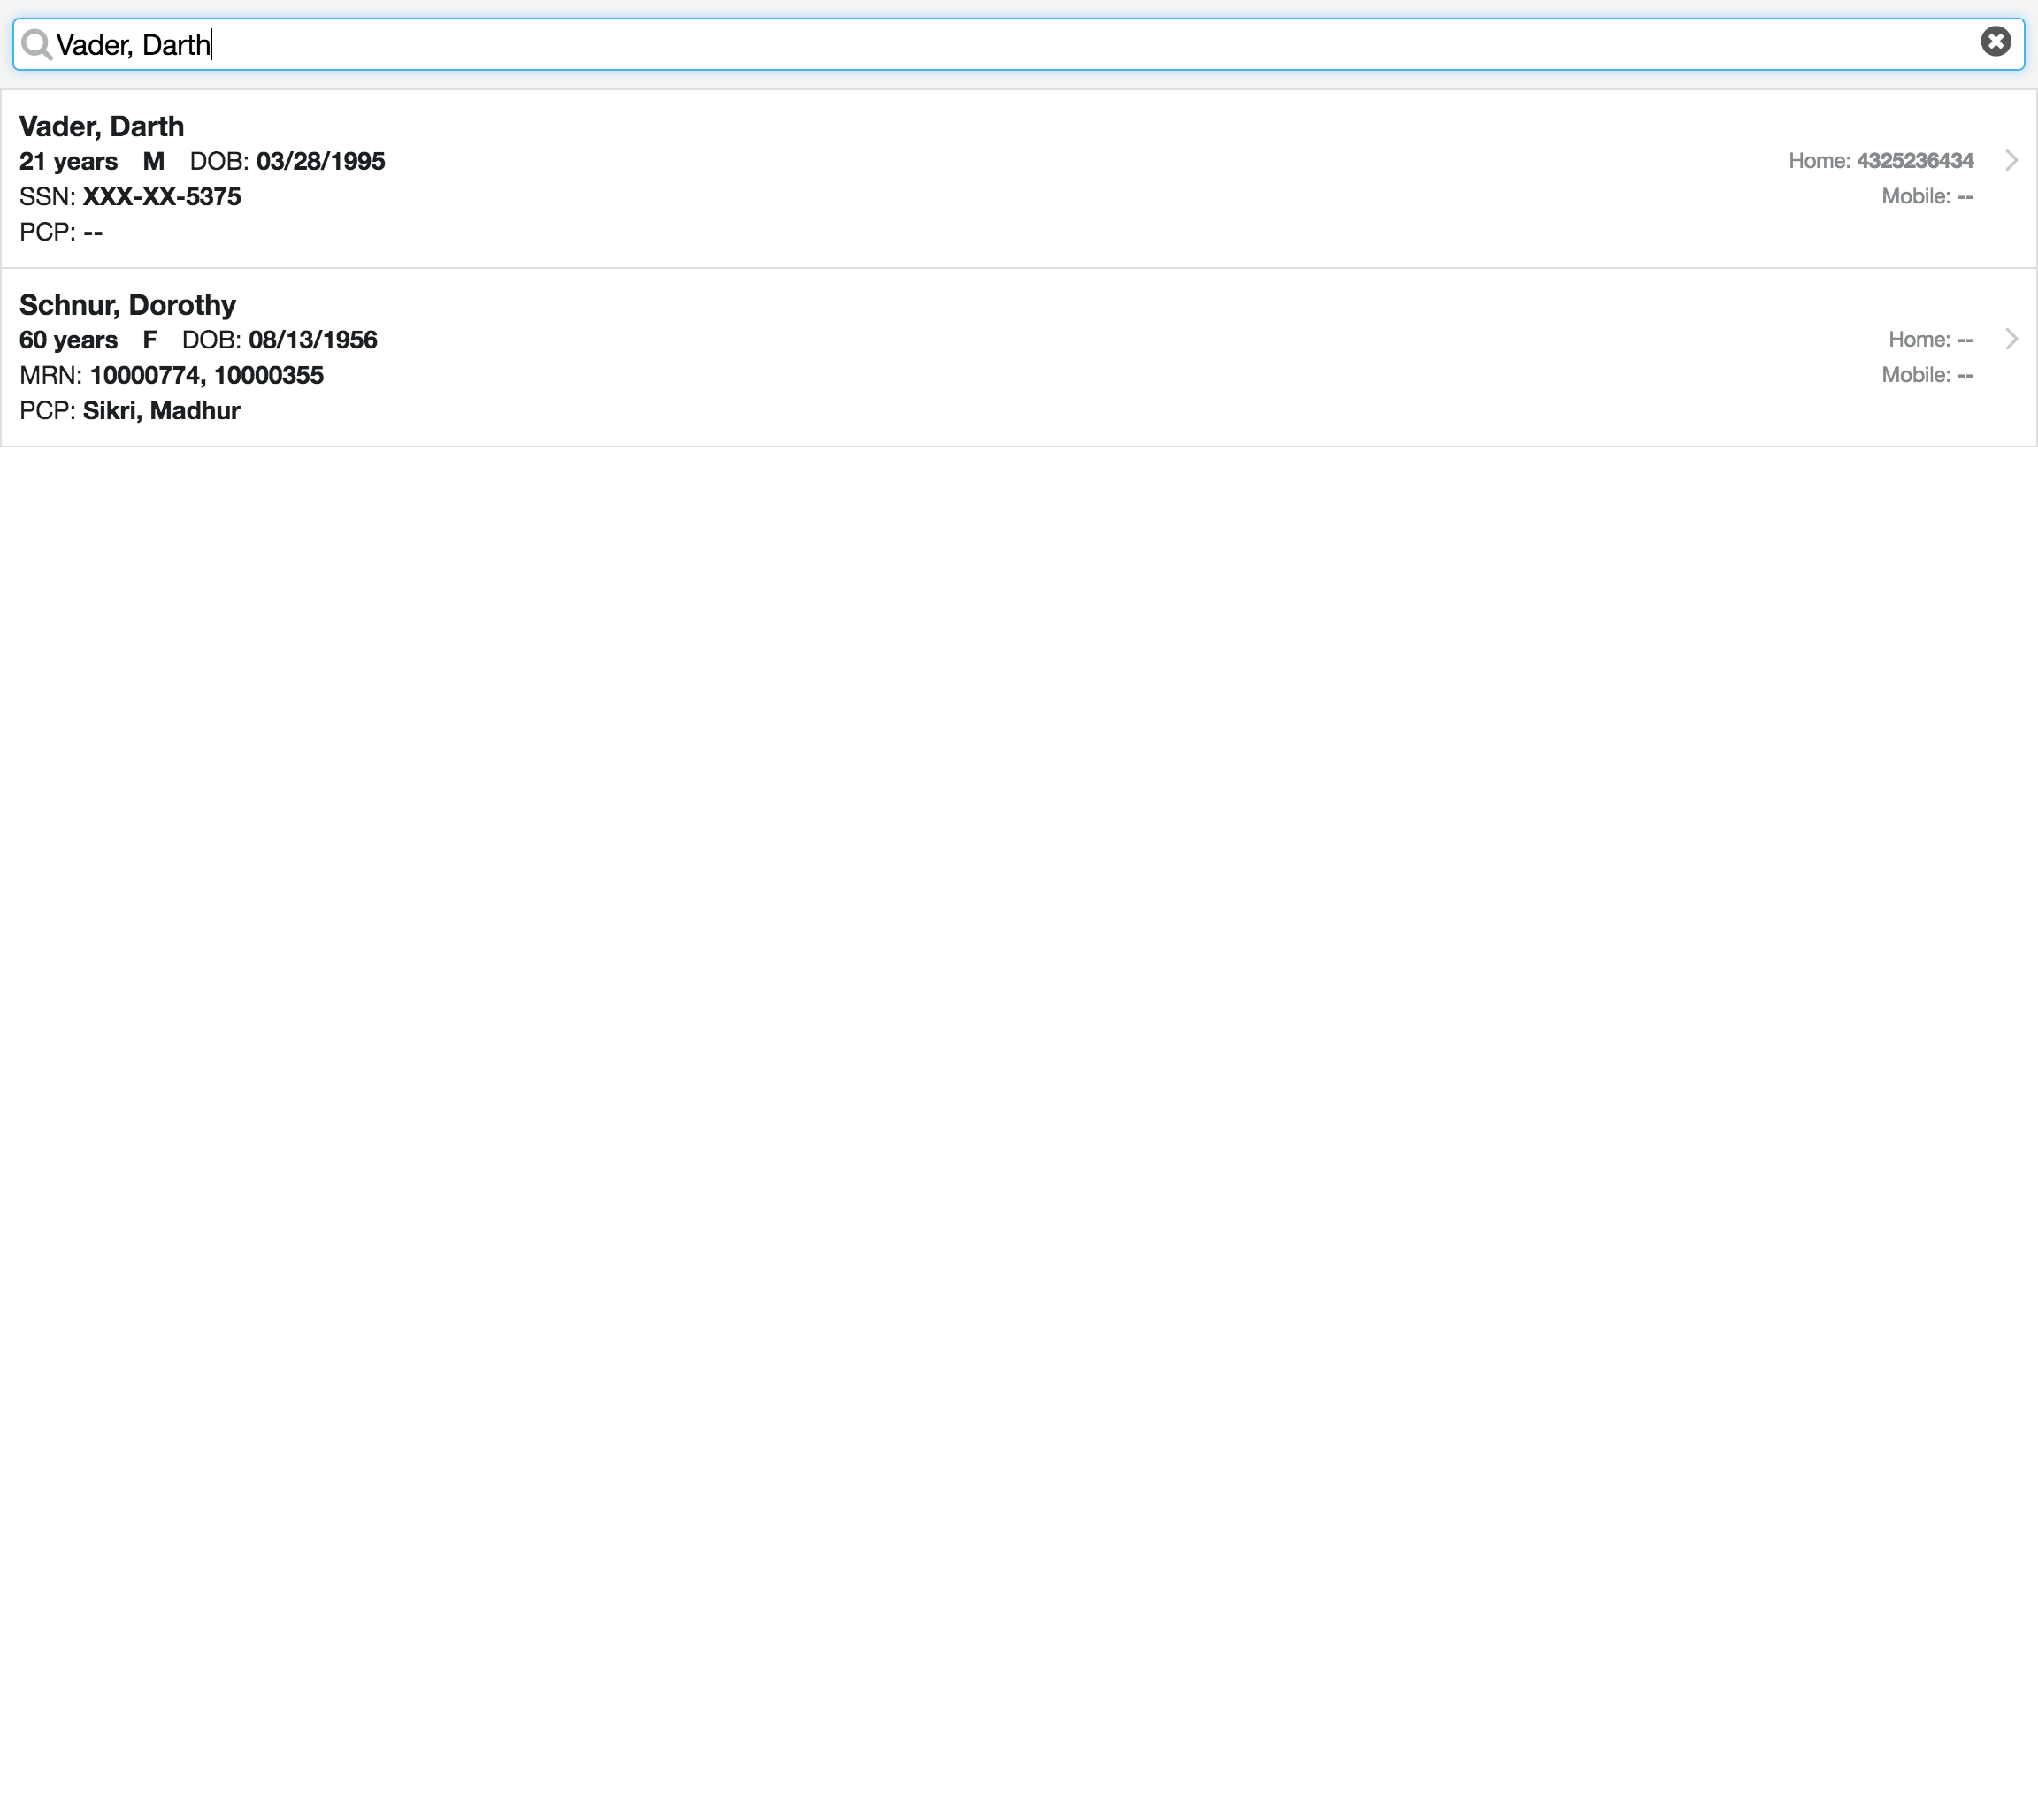 Vader, Darth
Vader, Darth
21 years M DOB: 03/28/1995
Home: 4325236434
SSN: XXX-XX-5375
Mobile: --
PCP: --
Schnur, Dorothy
60 years F DOB: 08/13/1956
Home: --
MRN: 10000774, 10000355
Mobile: --
PCP: Sikri, Madhur